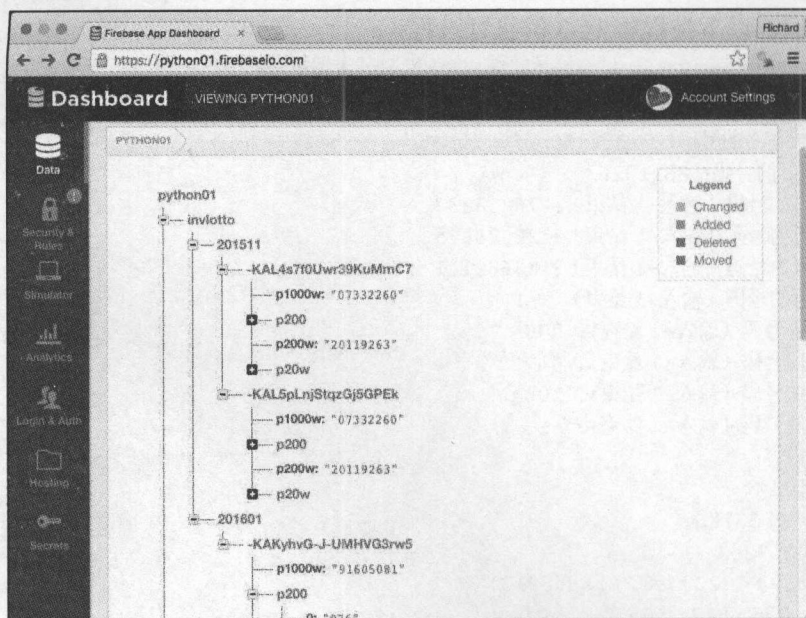 Firebase App Dashboard ×
Richard
https://python01.firebaseio.com
Dashboard VIEWING PYTHON01
Account Settings
PYTHON01
Data
Security & Rules
Simulator
Analytics
Login & Auth
Hosting
Secrets
Legend
Changed
Added
Deleted
Moved
python01
invlotto
201511
-KAL4s7f0Uwr39KuMmC7
p1000w: "07332260"
p200
p200w: "20119263"
p20w
-KAL5pLnjStqzGj5GPEk
p1000w: "07332260"
p200
p200w: "20119263"
p20w
201601
-KAKyhvG-J-UMHVG3rw5
p1000w: "91605081"
p200
0: "076"